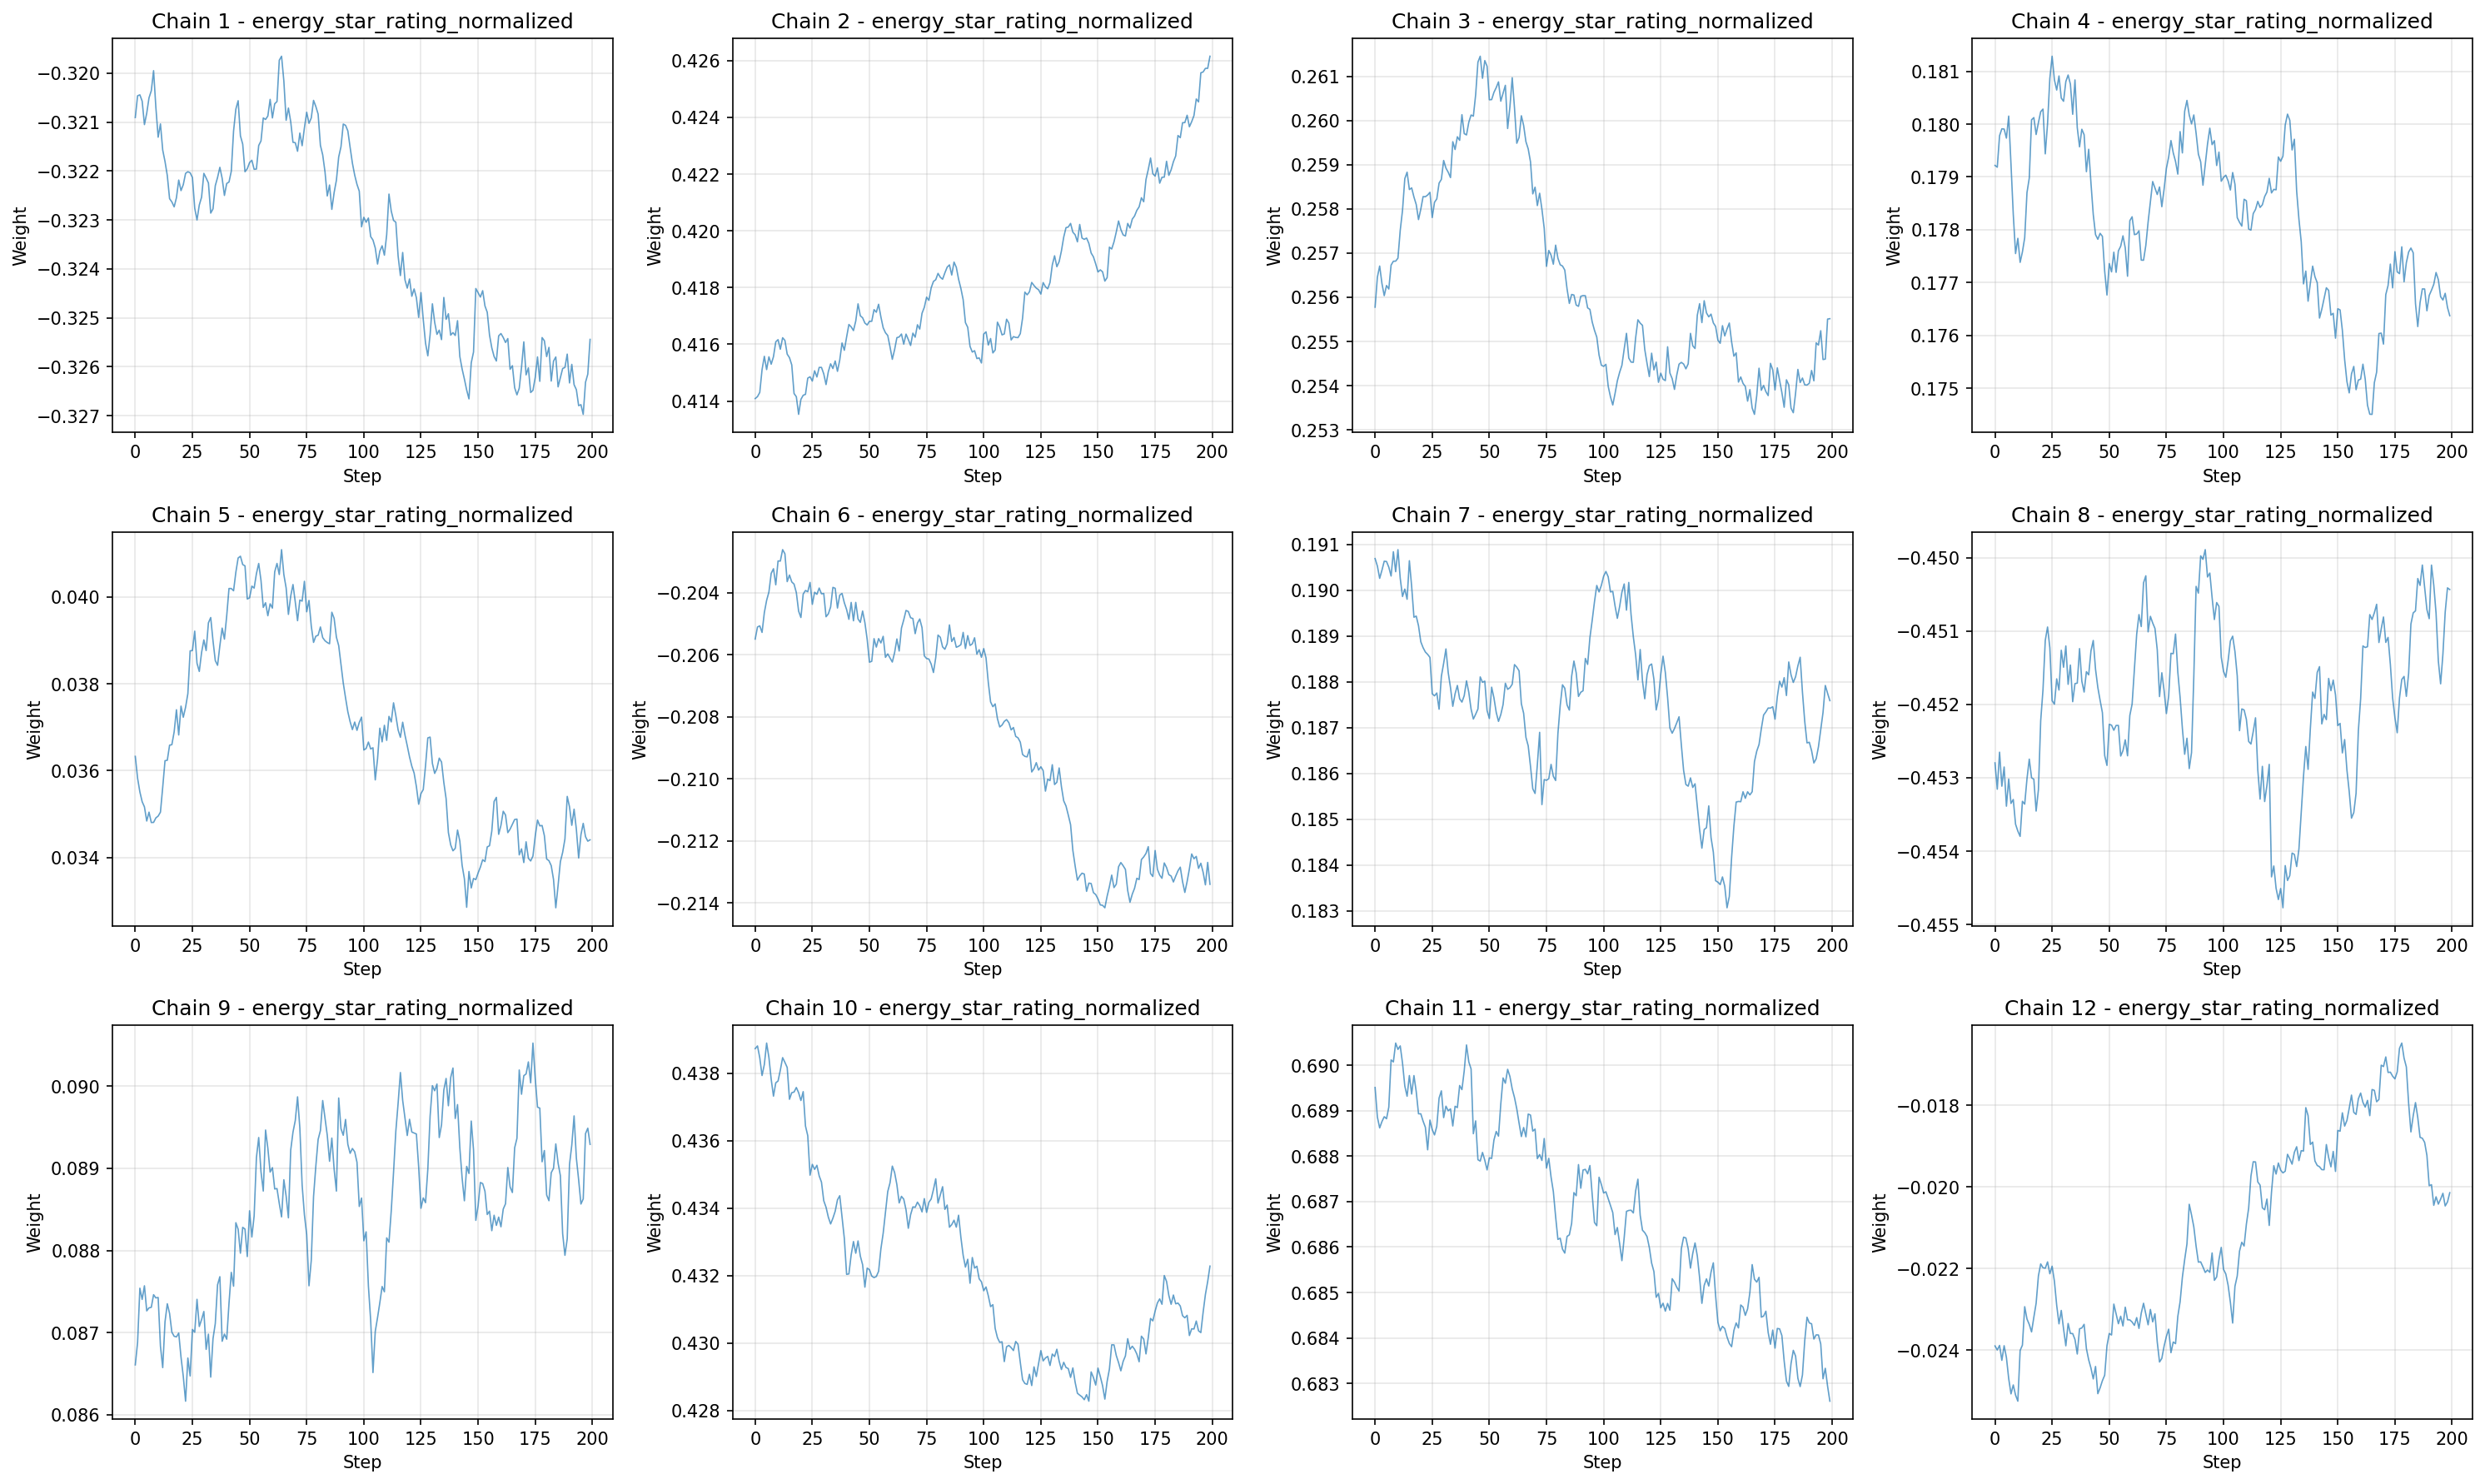 Chain 1 - energy_star_rating_normalized
Weight
−0.320
−0.321
−0.322
−0.323
−0.324
−0.325
−0.326
−0.327
0 25 50 75 100 125 150 175 200
Step
Chain 2 - energy_star_rating_normalized
Weight
0.426
0.424
0.422
0.420
0.418
0.416
0.414
0 25 50 75 100 125 150 175 200
Step
Chain 3 - energy_star_rating_normalized
Weight
0.261
0.260
0.259
0.258
0.257
0.256
0.255
0.254
0.253
0 25 50 75 100 125 150 175 200
Step
Chain 4 - energy_star_rating_normalized
Weight
0.181
0.180
0.179
0.178
0.177
0.176
0.175
0 25 50 75 100 125 150 175 200
Step
Chain 5 - energy_star_rating_normalized
Weight
0.040
0.038
0.036
0.034
0 25 50 75 100 125 150 175 200
Step
Chain 6 - energy_star_rating_normalized
Weight
−0.204
−0.206
−0.208
−0.210
−0.212
−0.214
0 25 50 75 100 125 150 175 200
Step
Chain 7 - energy_star_rating_normalized
Weight
0.191
0.190
0.189
0.188
0.187
0.186
0.185
0.184
0.183
0 25 50 75 100 125 150 175 200
Step
Chain 8 - energy_star_rating_normalized
Weight
−0.450
−0.451
−0.452
−0.453
−0.454
−0.455
0 25 50 75 100 125 150 175 200
Step
Chain 9 - energy_star_rating_normalized
Weight
0.090
0.089
0.088
0.087
0.086
0 25 50 75 100 125 150 175 200
Step
Chain 10 - energy_star_rating_normalized
Weight
0.438
0.436
0.434
0.432
0.430
0.428
0 25 50 75 100 125 150 175 200
Step
Chain 11 - energy_star_rating_normalized
Weight
0.690
0.689
0.688
0.687
0.686
0.685
0.684
0.683
0 25 50 75 100 125 150 175 200
Step
Chain 12 - energy_star_rating_normalized
Weight
−0.018
−0.020
−0.022
−0.024
0 25 50 75 100 125 150 175 200
Step